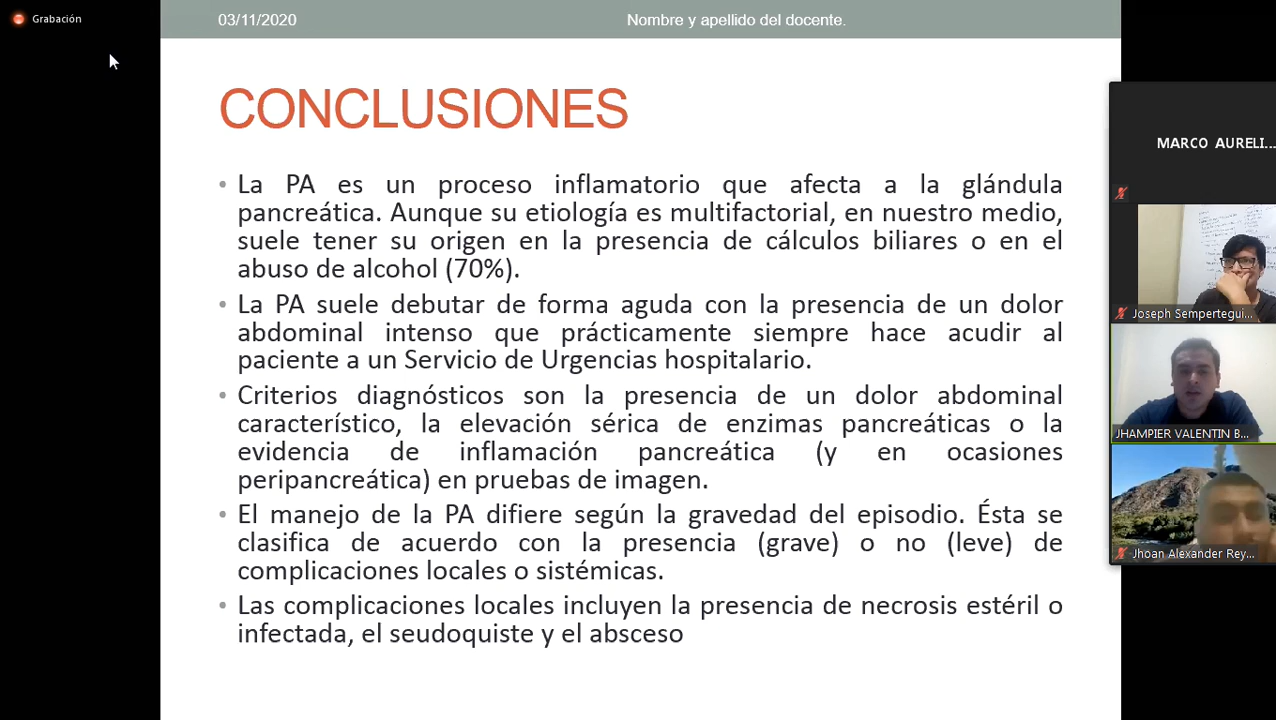 Grabación
03/11/2020
Nombre y apellido del docente.
CONCLUSIONES
• La PA es un proceso inflamatorio que afecta a la glándula
pancreática. Aunque su etiología es multifactorial, en nuestro medio,
suele tener su origen en la presencia de cálculos biliares o en el
abuso de alcohol (70%).
• La PA suele debutar de forma aguda con la presencia de un dolor
abdominal intenso que prácticamente siempre hace acudir al
paciente a un Servicio de Urgencias hospitalario.
• Criterios diagnósticos son la presencia de un dolor abdominal
característico, la elevación sérica de enzimas pancreáticas o la
evidencia de inflamación pancreática (y en ocasiones
peripancreática) en pruebas de imagen.
• El manejo de la PA difiere según la gravedad del episodio. Ésta se
clasifica de acuerdo con la presencia (grave) o no (leve) de
complicaciones locales o sistémicas.
• Las complicaciones locales incluyen la presencia de necrosis estéril o
infectada, el seudoquiste y el absceso
MARCO AURELI...
Joseph Sempertegui...
JHAMPIER VALENTIN B...
Jhoan Alexander Rey...